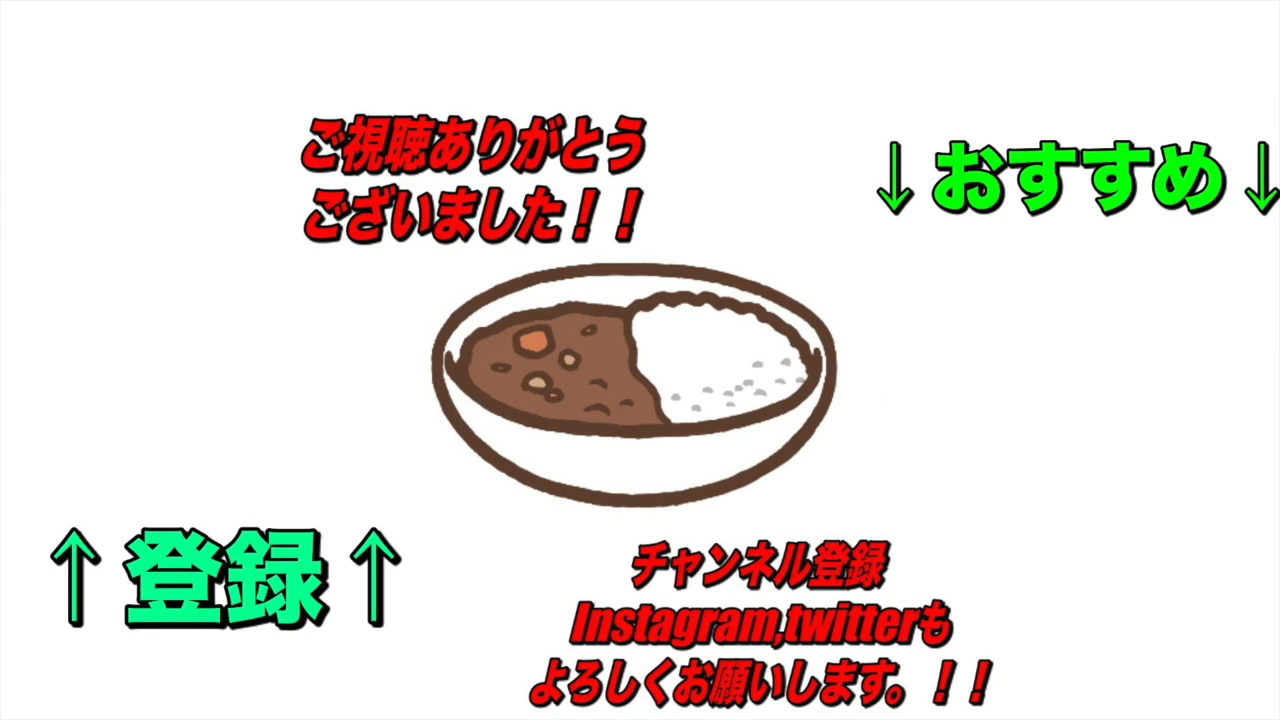 ご視聴ありがとう
ございました！！
↓おすすめ↓
↑登録↑
チャンネル登録
Instagram,twitterも
よろしくお願いします。！！